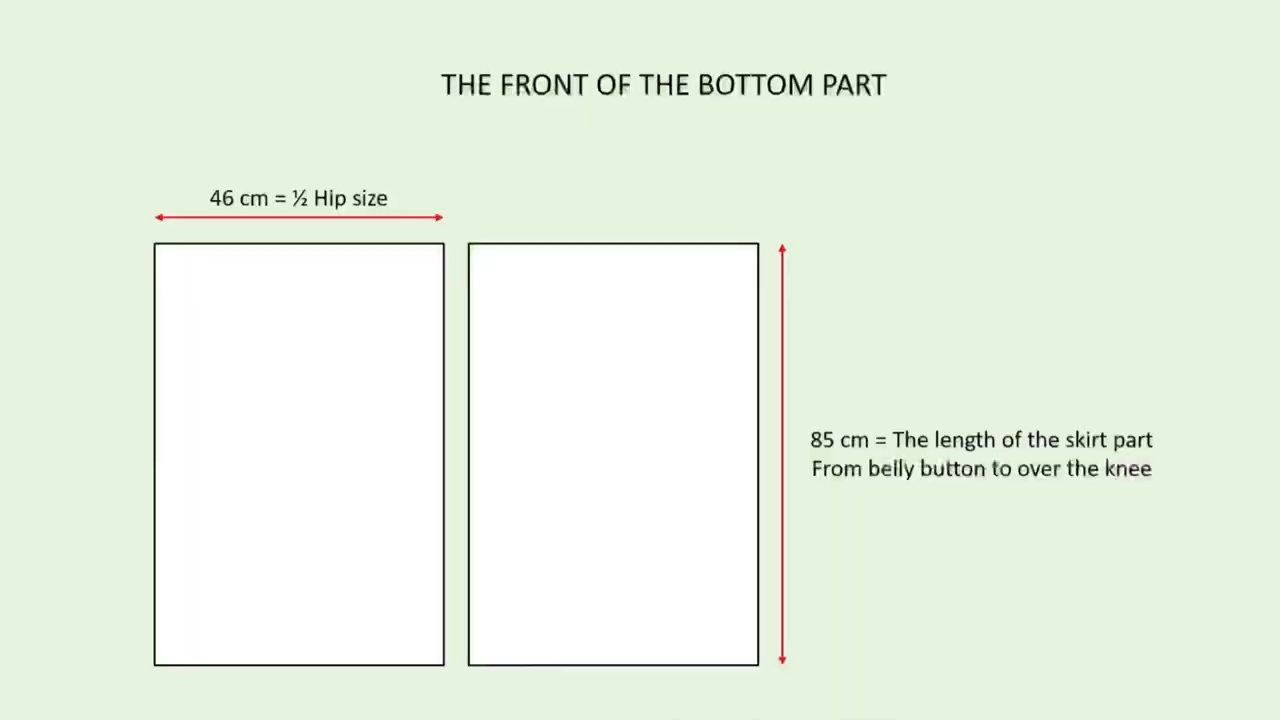 THE FRONT OF THE BOTTOM PART
46 cm = ½ Hip size
85 cm = The length of the skirt part
From belly button to over the knee